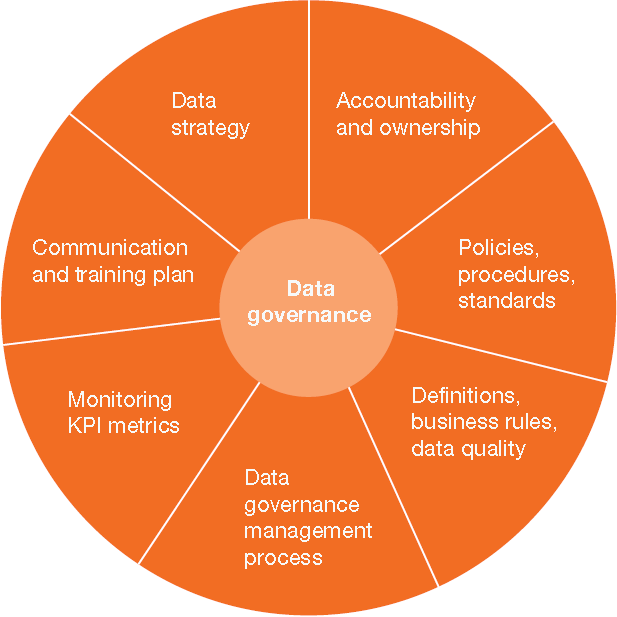 Data
strategy
Accountability
and ownership
Communication
and training plan
Data
governance
Policies,
procedures,
standards
Monitoring
KPI metrics
Definitions,
business rules,
data quality
Data
governance
management
process